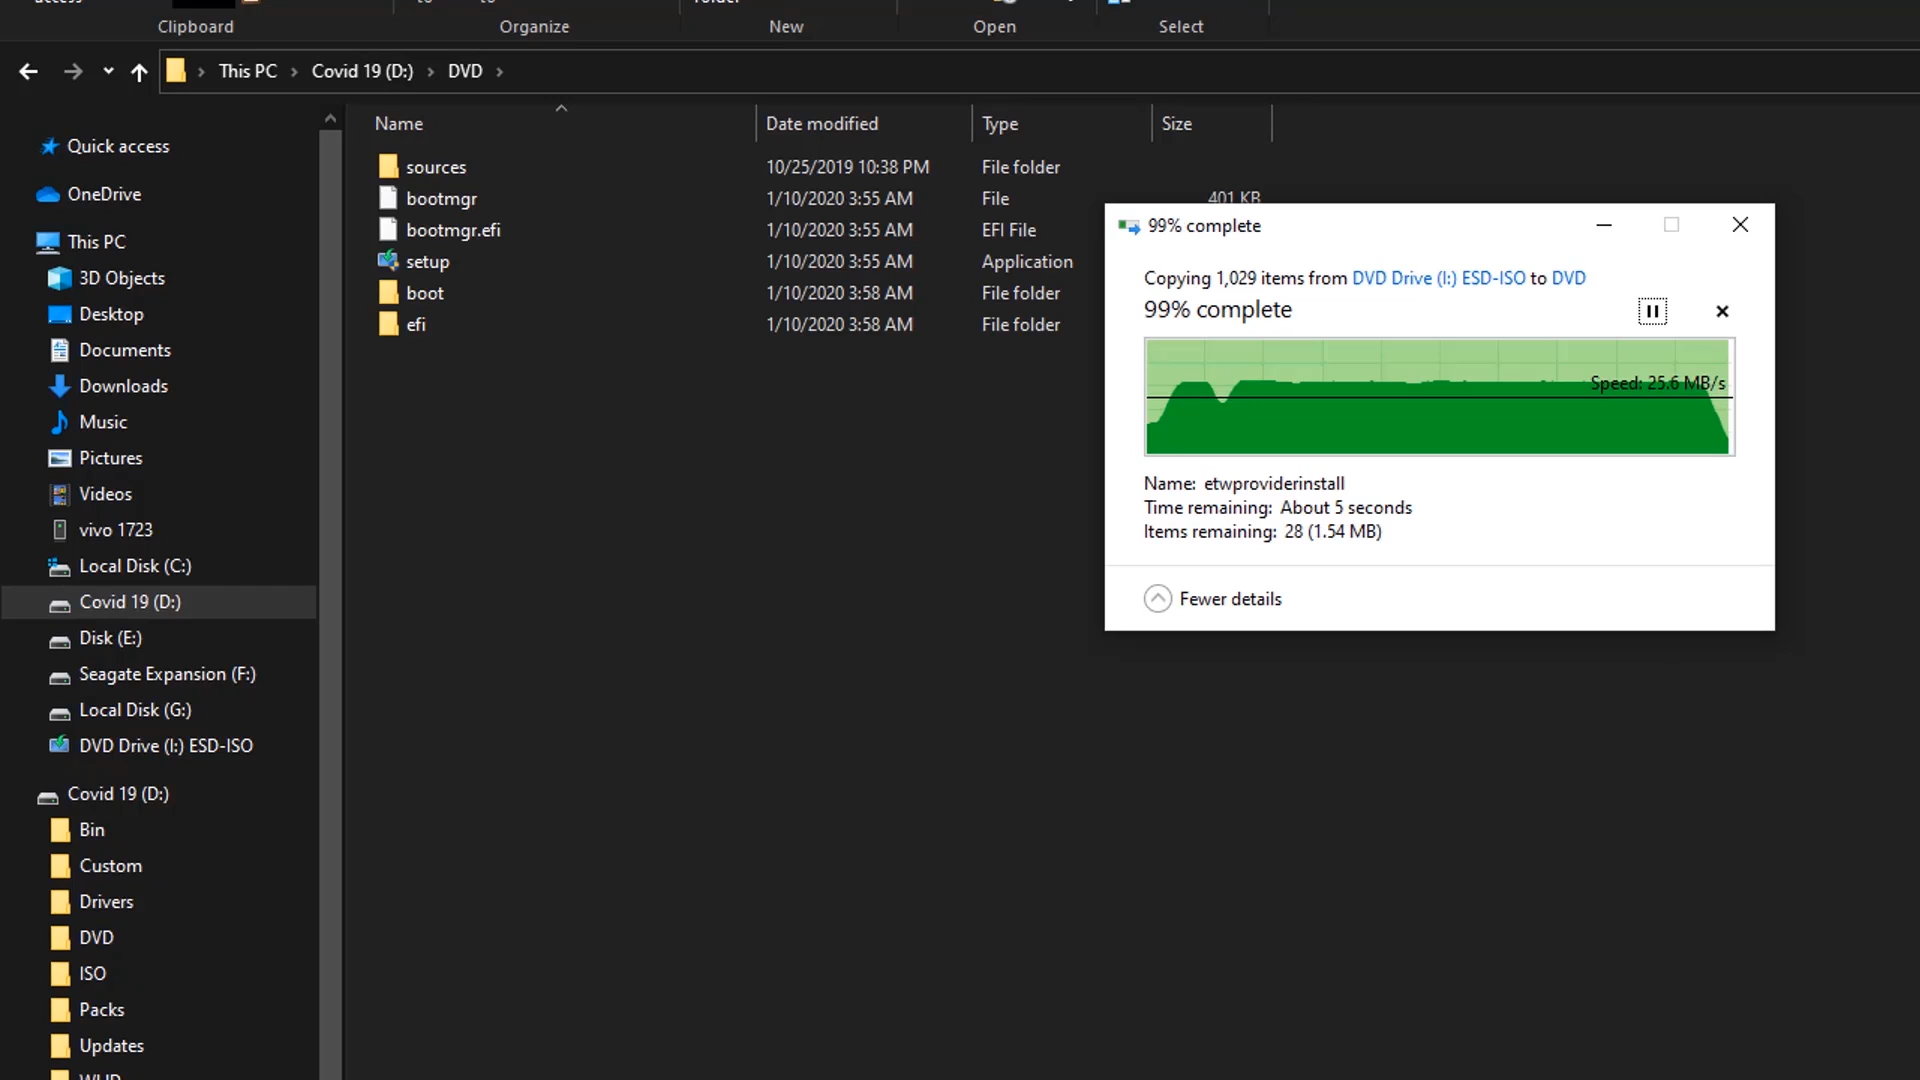 Clipboard Organize New Open Select
This PC Covid 19 (D:) DVD
Name Date modified Type Size
sources 10/25/2019 10:38 PM File folder
bootmgr 1/10/2020 3:55 AM File 401 KB
bootmgr.efi 1/10/2020 3:55 AM EFI File
setup 1/10/2020 3:55 AM Application
boot 1/10/2020 3:58 AM File folder
efi 1/10/2020 3:58 AM File folder
Quick access
OneDrive
This PC
3D Objects
Desktop
Documents
Downloads
Music
Pictures
Videos
vivo 1723
Local Disk (C:)
Covid 19 (D:)
Disk (E:)
Seagate Expansion (F:)
Local Disk (G:)
DVD Drive (I:) ESD-ISO
Covid 19 (D:)
Bin
Custom
Drivers
DVD
ISO
Packs
Updates
99% complete
Copying 1,029 items from DVD Drive (I:) ESD-ISO to DVD
99% complete
Speed: 25.6 MB/s
Name: etwproviderinstall
Time remaining: About 5 seconds
Items remaining: 28 (1.54 MB)
Fewer details